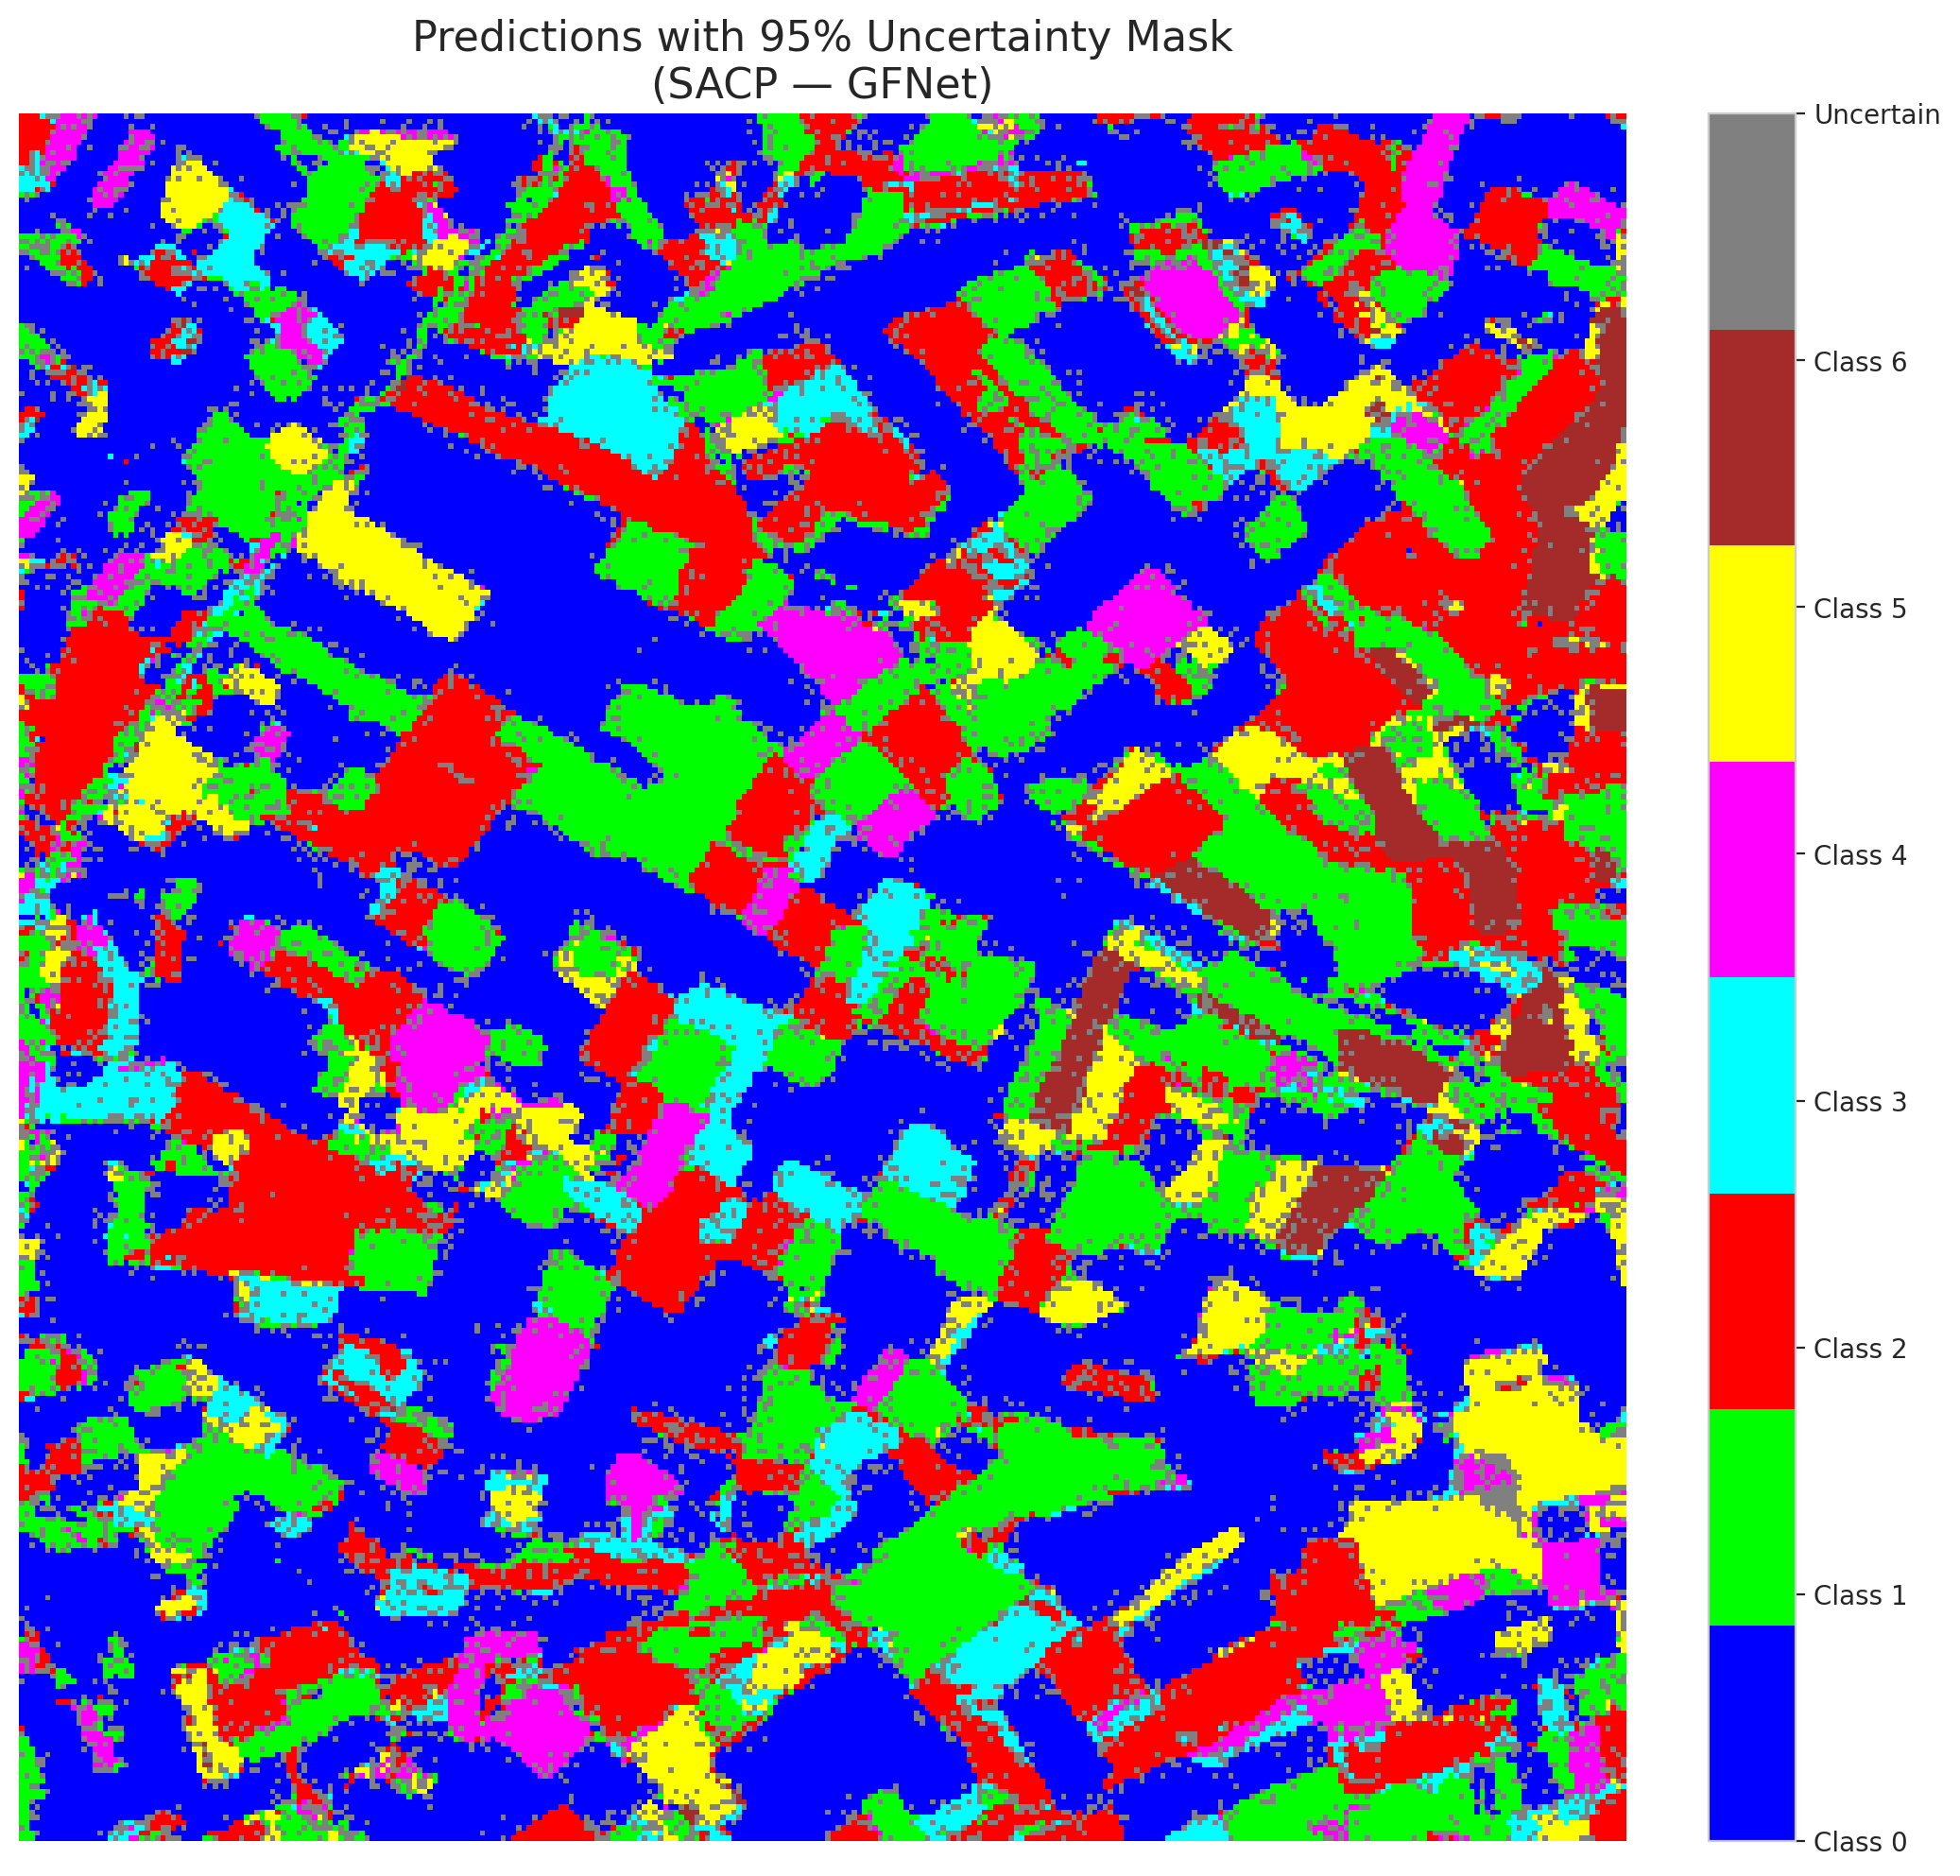 Predictions with 95% Uncertainty Mask
(SACP — GFNet)
Uncertain
Class 6
Class 5
Class 4
Class 3
Class 2
Class 1
Class 0